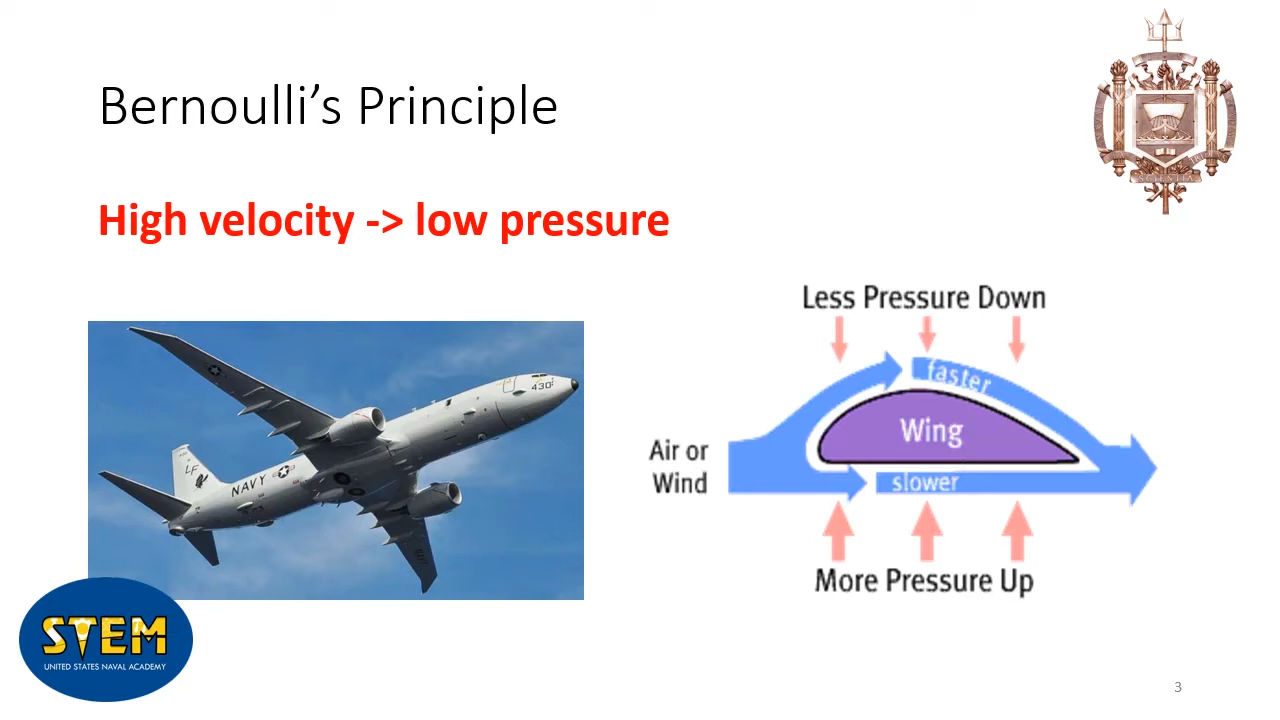 Bernoulli’s Principle
High velocity -> low pressure
Less Pressure Down
faster
Wing
Air or
Wind
slower
More Pressure Up
430
LF
NAVY
STEM
UNITED STATES NAVAL ACADEMY
3